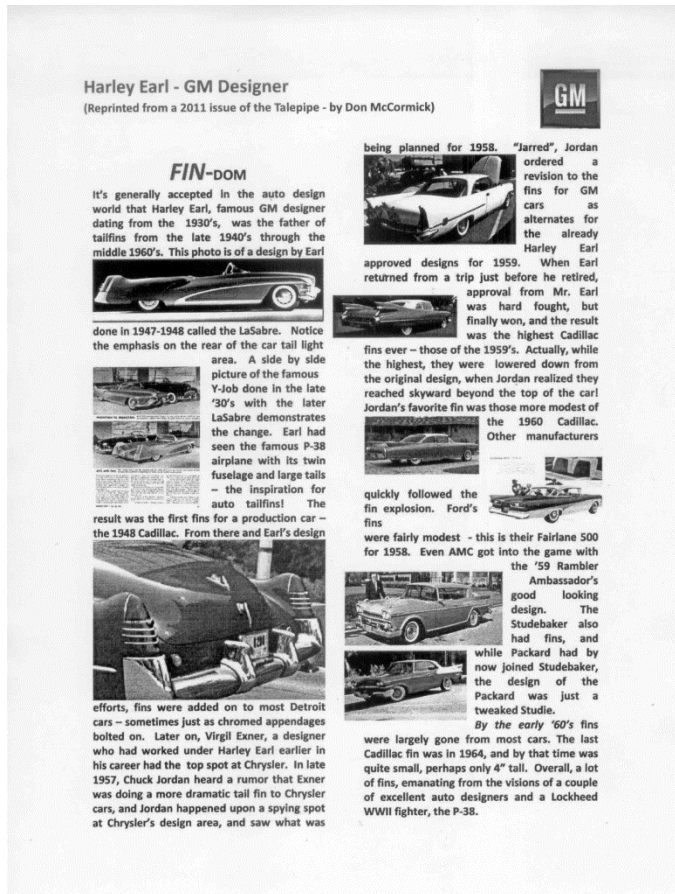 Harley Earl - GM Designer
(Reprinted from a 2011 issue of the Talepipe - by Don McCormick)
GM
FIN-DOM
It's generally accepted in the auto design
world that Harley Earl, famous GM designer
dating from the 1930's, was the father of
tailfins from the late 1940's through the
middle 1960's. This photo is of a design by Earl
done in 1947-1948 called the LaSabre. Notice
the emphasis on the rear of the car tail light
area. A side by side
picture of the famous
Y-Job done in the late
'30's with the later
LaSabre demonstrates
the change. Earl had
seen the famous P-38
airplane with its twin
fuselage and large tails
– the inspiration for
auto tailfins! The
result was the first fins for a production car –
the 1948 Cadillac. From there and Earl's design
efforts, fins were added on to most Detroit
cars – sometimes just as chromed appendages
bolted on. Later on, Virgil Exner, a designer
who had worked under Harley Earl earlier in
his career had the top spot at Chrysler. In late
1957, Chuck Jordan heard a rumor that Exner
was doing a more dramatic tail fin to Chrysler
cars, and Jordan happened upon a spying spot
at Chrysler's design area, and saw what was
being planned for 1958. "Jarred", Jordan
ordered a
revision to the
fins for GM
cars as
alternates for
the already
Harley Earl
approved designs for 1959. When Earl
returned from a trip just before he retired,
approval from Mr. Earl
was hard fought, but
finally won, and the result
was the highest Cadillac
fins ever – those of the 1959's. Actually, while
the highest, they were lowered down from
the original design, when Jordan realized they
reached skyward beyond the top of the car!
Jordan's favorite fin was those more modest of
the 1960 Cadillac.
Other manufacturers
quickly followed the
fin explosion. Ford's
fins
were fairly modest - this is their Fairlane 500
for 1958. Even AMC got into the game with
the '59 Rambler
Ambassador's
good looking
design. The
Studebaker also
had fins, and
while Packard had by
now joined Studebaker,
the design of the
Packard was just a
tweaked Studie.
By the early '60's fins
were largely gone from most cars. The last
Cadillac fin was in 1964, and by that time was
quite small, perhaps only 4" tall. Overall, a lot
of fins, emanating from the visions of a couple
of excellent auto designers and a Lockheed
WWII fighter, the P-38.